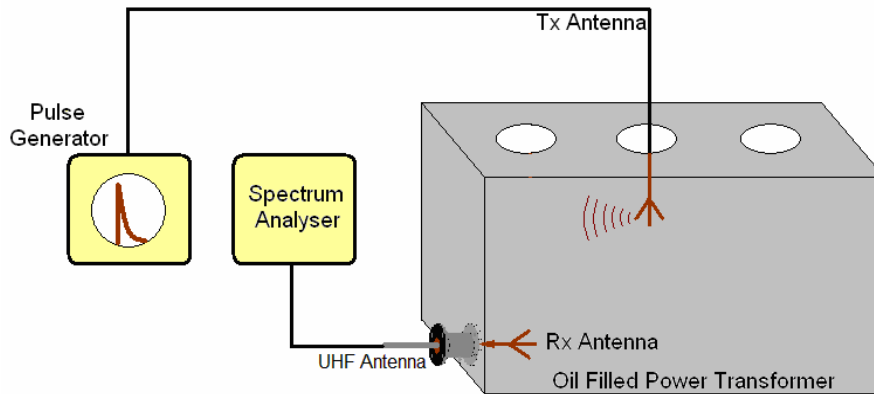 Tx Antenna
Pulse
Generator
Spectrum
Analyser
UHF Antenna
Rx Antenna
Oil Filled Power Transformer